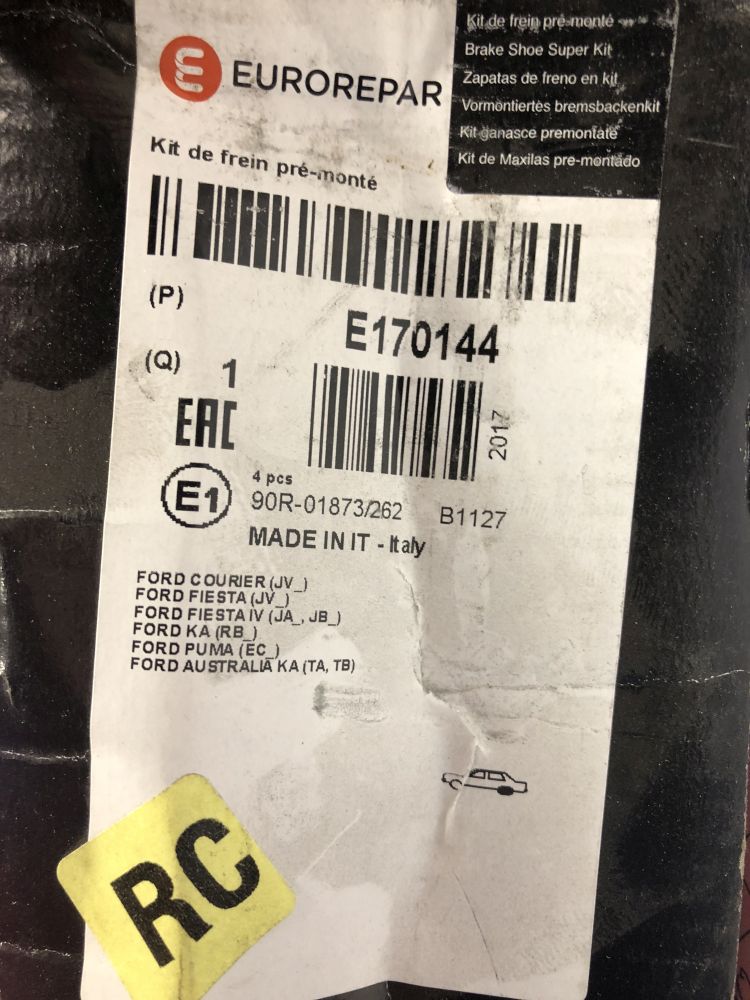 Kit de frein pré-monté
Brake Shoe Super Kit
Zapatas de freno en kit
Vormontiertes bremsbackenkit
Kit ganasce premontate
Kit de Maxilas pre-montado
EUROREPAR
Kit de frein pré-monté
(P)
E170144
(Q) 1
2017
EAC
E1
4 pcs
90R-01873/262 B1127
MADE IN IT - Italy
FORD COURIER (JV_)
FORD FIESTA (JV_)
FORD FIESTA IV (JA_, JB_)
FORD KA (RB_)
FORD PUMA (EC_)
FORD AUSTRALIA KA (TA, TB)
RC